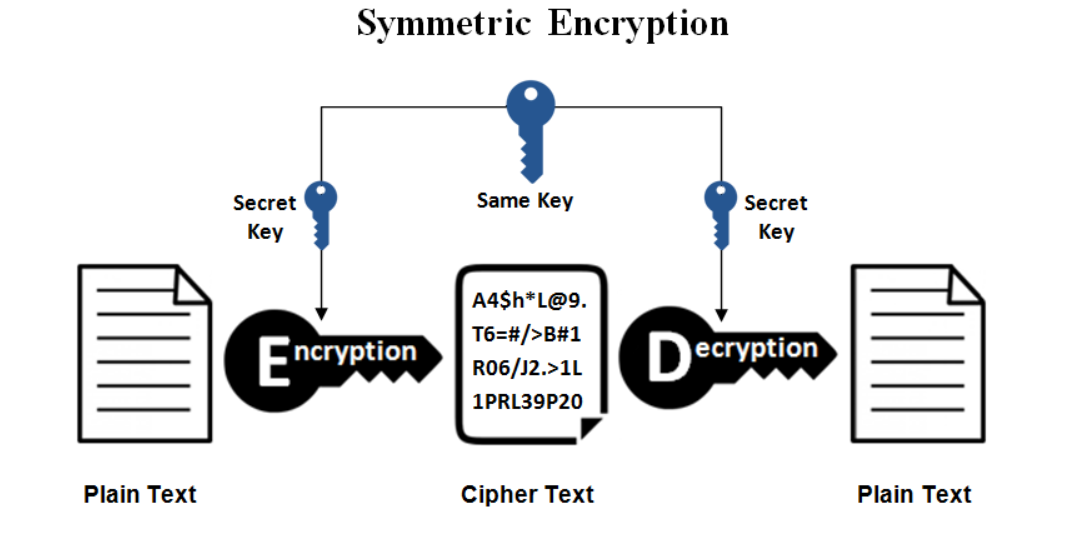 Symmetric Encryption
Same Key
Secret
Key
Secret
Key
Encryption
A4$h*L@9.
T6=#/>B#1
R06/J2.>1L
1PRL39P20
Decryption
Plain Text
Cipher Text
Plain Text